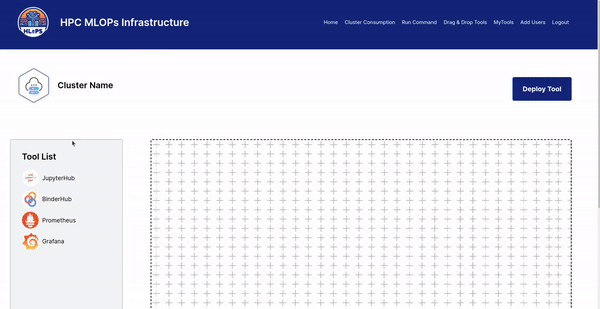 HPC MLOPs Infrastructure
Home Cluster Consumption Run Command Drag & Drop Tools MyTools Add Users Logout
MLOPS
Cluster Name
Deploy Tool
Tool List
JupyterHub
BinderHub
Prometheus
Grafana